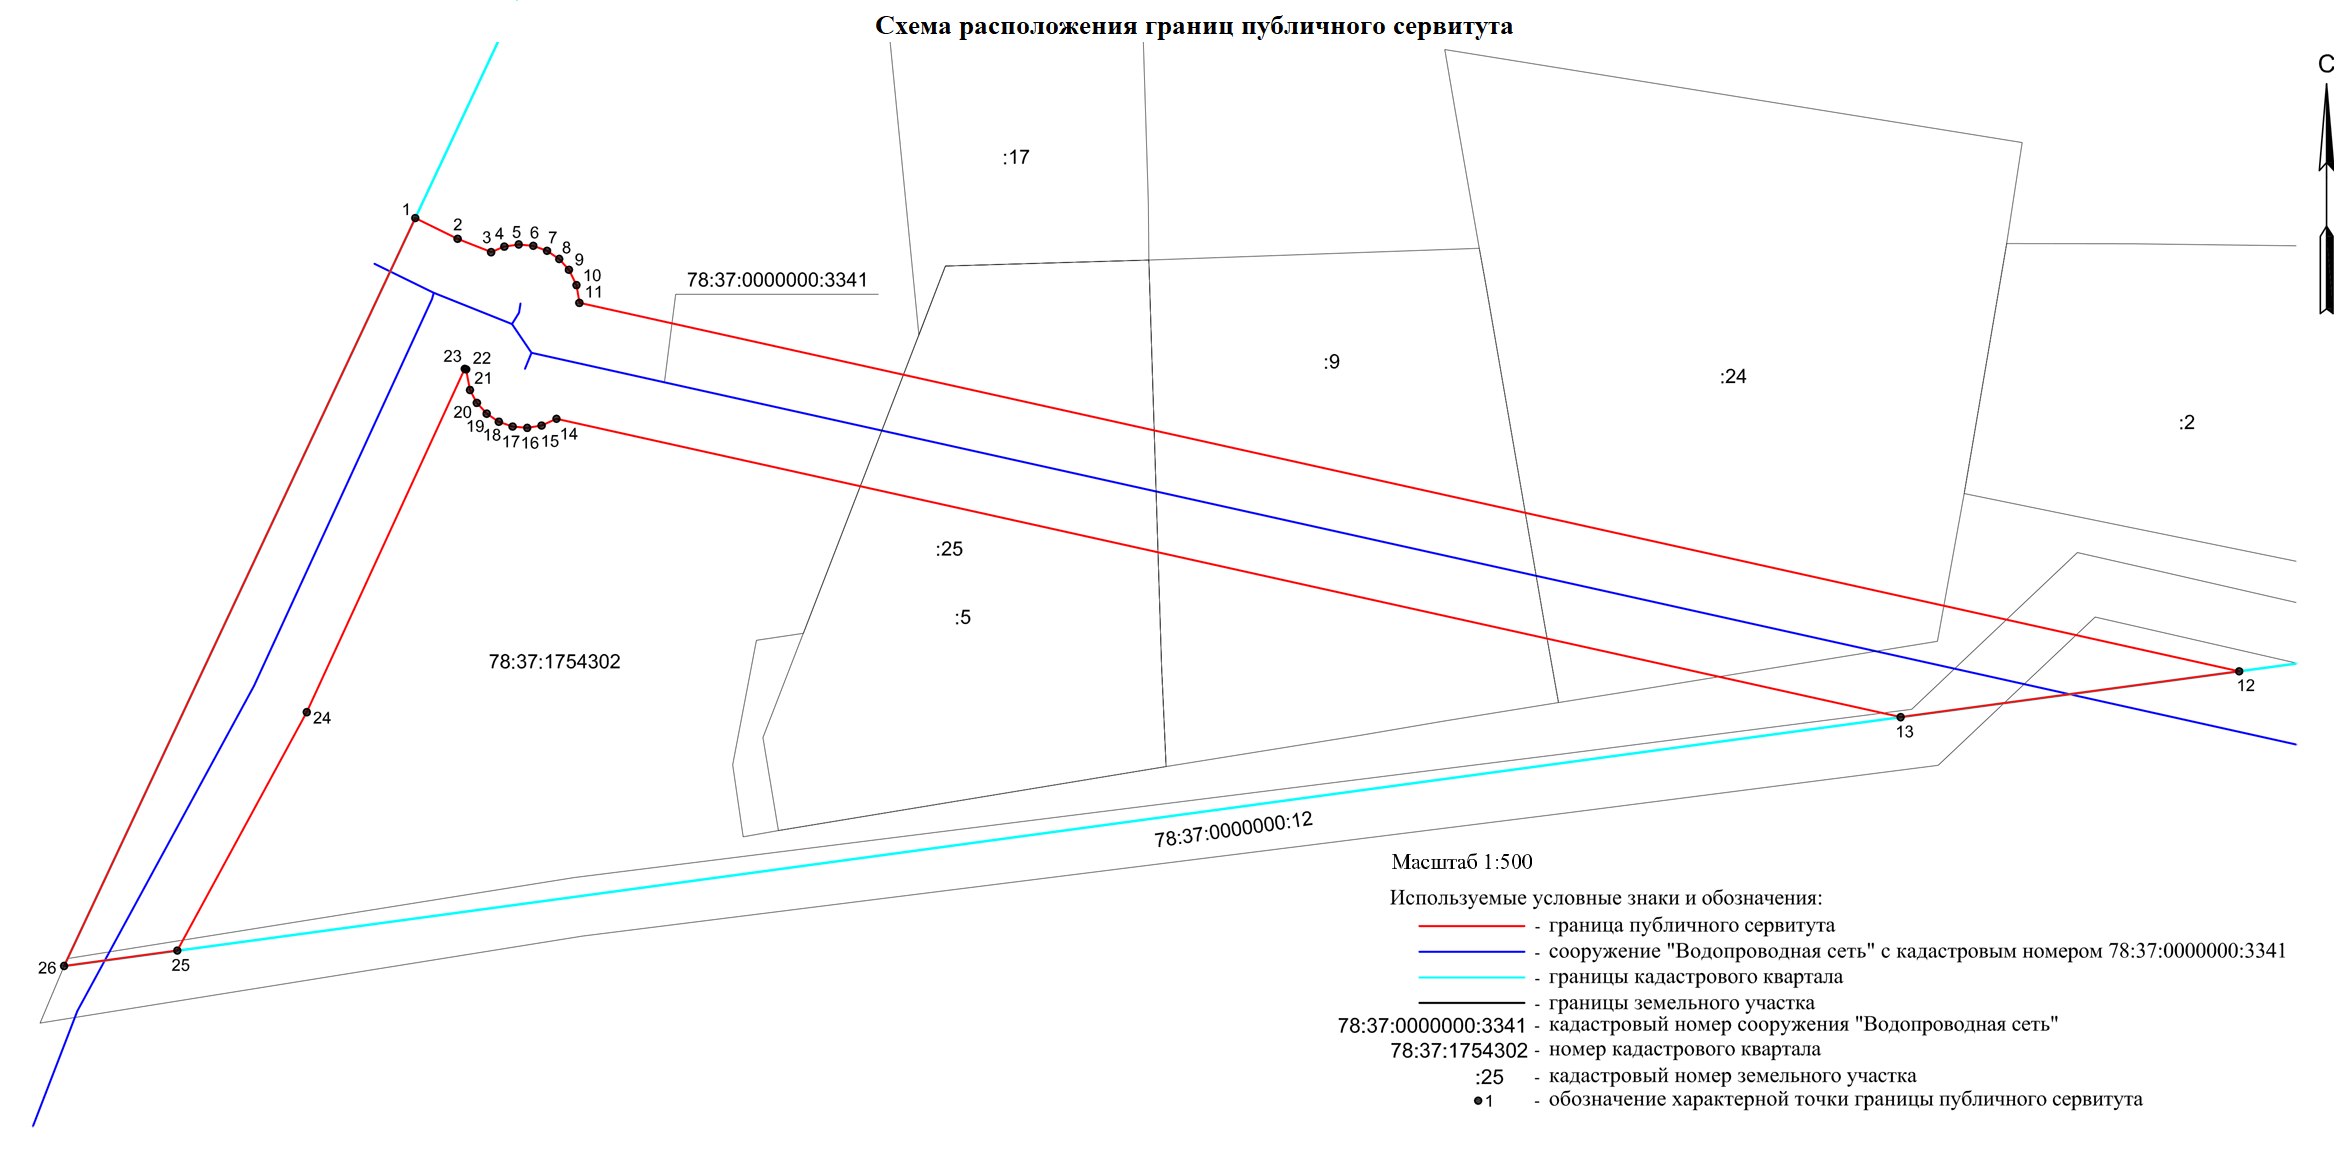 Схема расположения границ публичного сервитута
С
:17
1
2
3
4
5
6
7
8
9
10
11
78:37:0000000:3341
:9
:24
:2
23
22
21
20
19
18
17
16
15
14
:25
:5
78:37:1754302
24
12
13
78:37:0000000:12
26
25
Масштаб 1:500
Используемые условные знаки и обозначения:
- граница публичного сервитута
- сооружение "Водопроводная сеть" с кадастровым номером 78:37:0000000:3341
- границы кадастрового квартала
- границы земельного участка
78:37:0000000:3341 - кадастровый номер сооружения "Водопроводная сеть"
78:37:1754302 - номер кадастрового квартала
:25 - кадастровый номер земельного участка
1 - обозначение характерной точки границы публичного сервитута